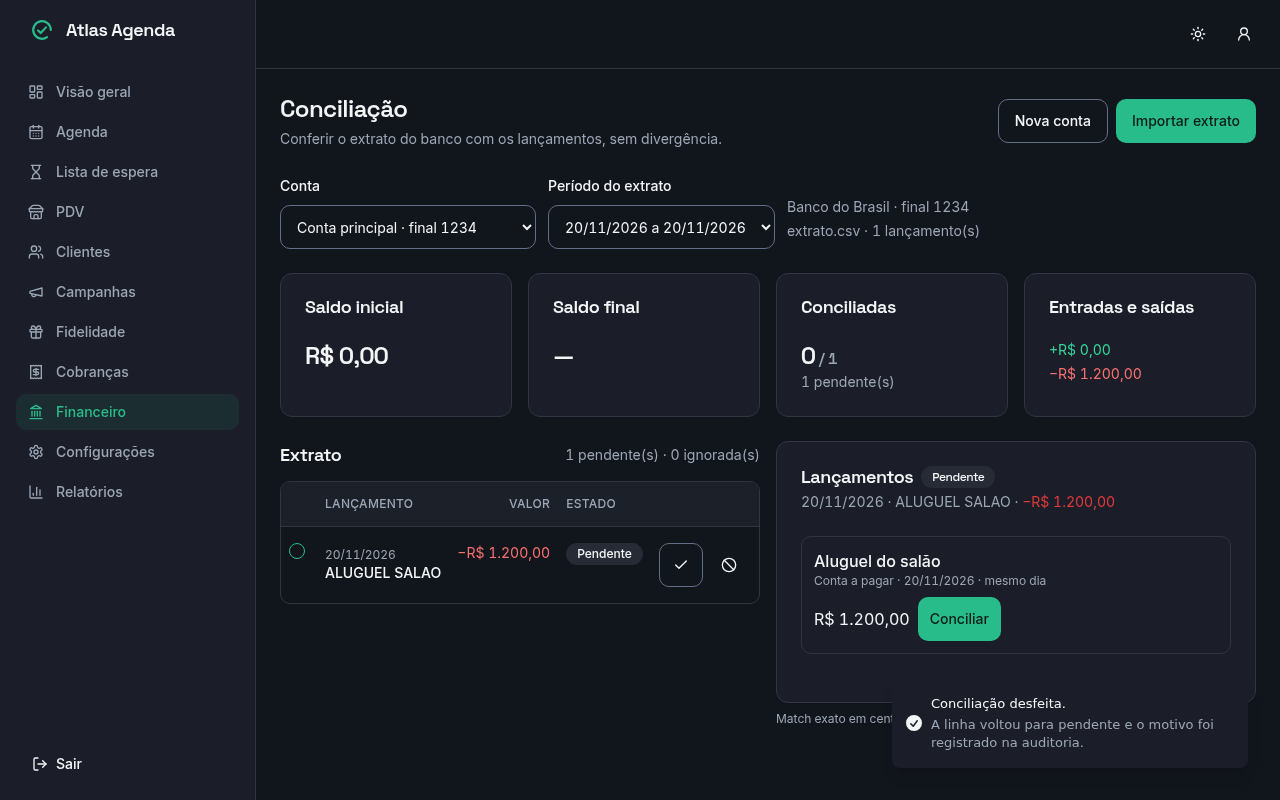 Atlas Agenda
Visão geral
Agenda
Lista de espera
PDV
Clientes
Campanhas
Fidelidade
Cobranças
Financeiro
Configurações
Relatórios
Sair
Conciliação
Conferir o extrato do banco com os lançamentos, sem divergência.
Nova conta
Importar extrato
Conta
Conta principal · final 1234
Período do extrato
20/11/2026 a 20/11/2026
Banco do Brasil · final 1234
extrato.csv · 1 lançamento(s)
Saldo inicial
R$ 0,00
Saldo final
—
Conciliadas
0 / 1
1 pendente(s)
Entradas e saídas
+R$ 0,00
−R$ 1.200,00
Extrato
1 pendente(s) · 0 ignorada(s)
LANÇAMENTO VALOR ESTADO
20/11/2026
ALUGUEL SALAO
−R$ 1.200,00
Pendente
Lançamentos Pendente
20/11/2026 · ALUGUEL SALAO · −R$ 1.200,00
Aluguel do salão
Conta a pagar · 20/11/2026 · mesmo dia
R$ 1.200,00 Conciliar
Match exato em cent
Conciliação desfeita.
A linha voltou para pendente e o motivo foi
registrado na auditoria.